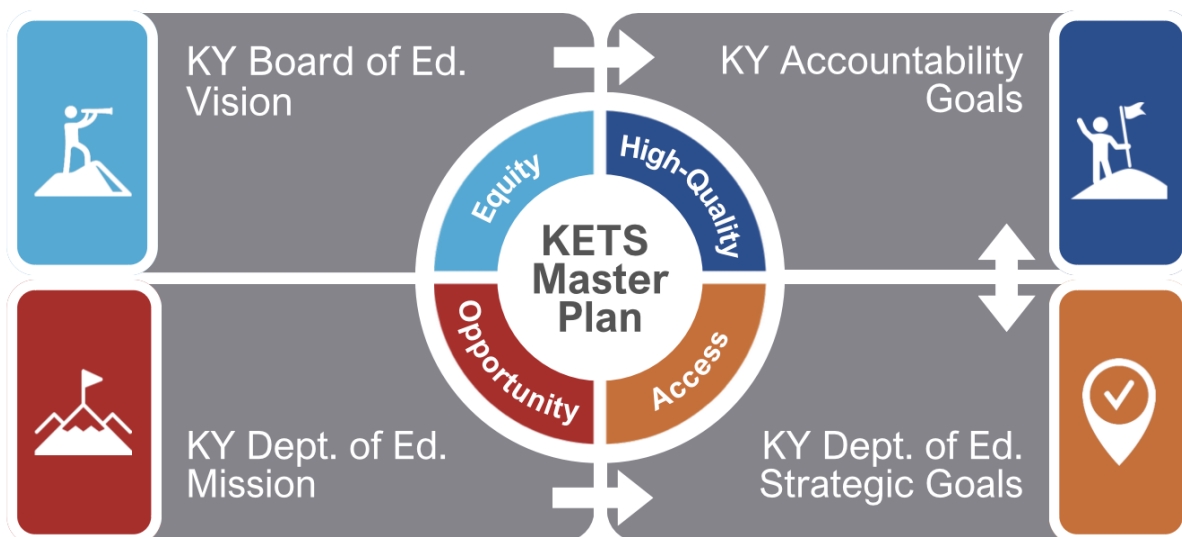 KY Board of Ed.
Vision
KY Accountability
Goals
Equity
High-Quality
KETS
Master
Plan
Opportunity
Access
KY Dept. of Ed.
Mission
KY Dept. of Ed.
Strategic Goals